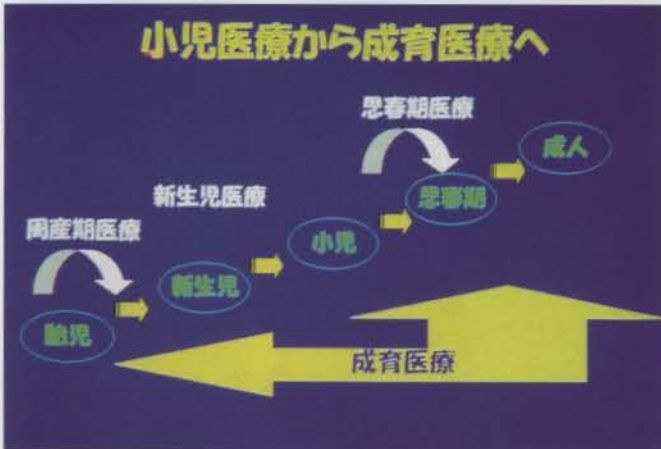 小児医療から成育医療へ
思春期医療
成人
新生児医療
思春期
周産期医療
小児
新生児
胎児
成育医療